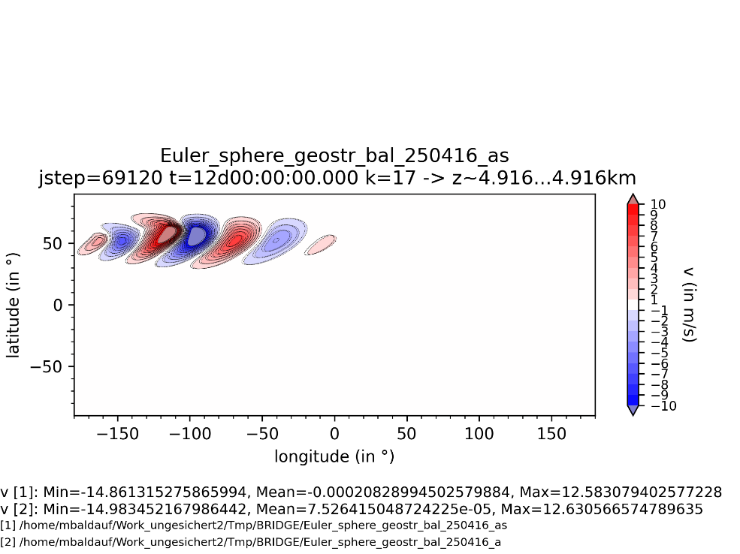 Euler_sphere_geostr_bal_250416_as
jstep=69120 t=12d00:00:00.000 k=17 -> z~4.916...4.916km
10
9
8
7
6
5
4
3
2
1
−1
−2
−3
−4
−5
−6
−7
−8
−9
−10
v (in m/s)
50
0
−50
latitude (in °)
−150 −100 −50 0 50 100 150
longitude (in °)
v [1]: Min=-14.861315275865994, Mean=-0.00020828994502579884, Max=12.583079402577228
v [2]: Min=-14.983452167986442, Mean=7.526415048724225e-05, Max=12.630566574789635
[1] /home/mbaldauf/Work_ungesichert2/Tmp/BRIDGE/Euler_sphere_geostr_bal_250416_as
[2] /home/mbaldauf/Work_ungesichert2/Tmp/BRIDGE/Euler_sphere_geostr_bal_250416_a